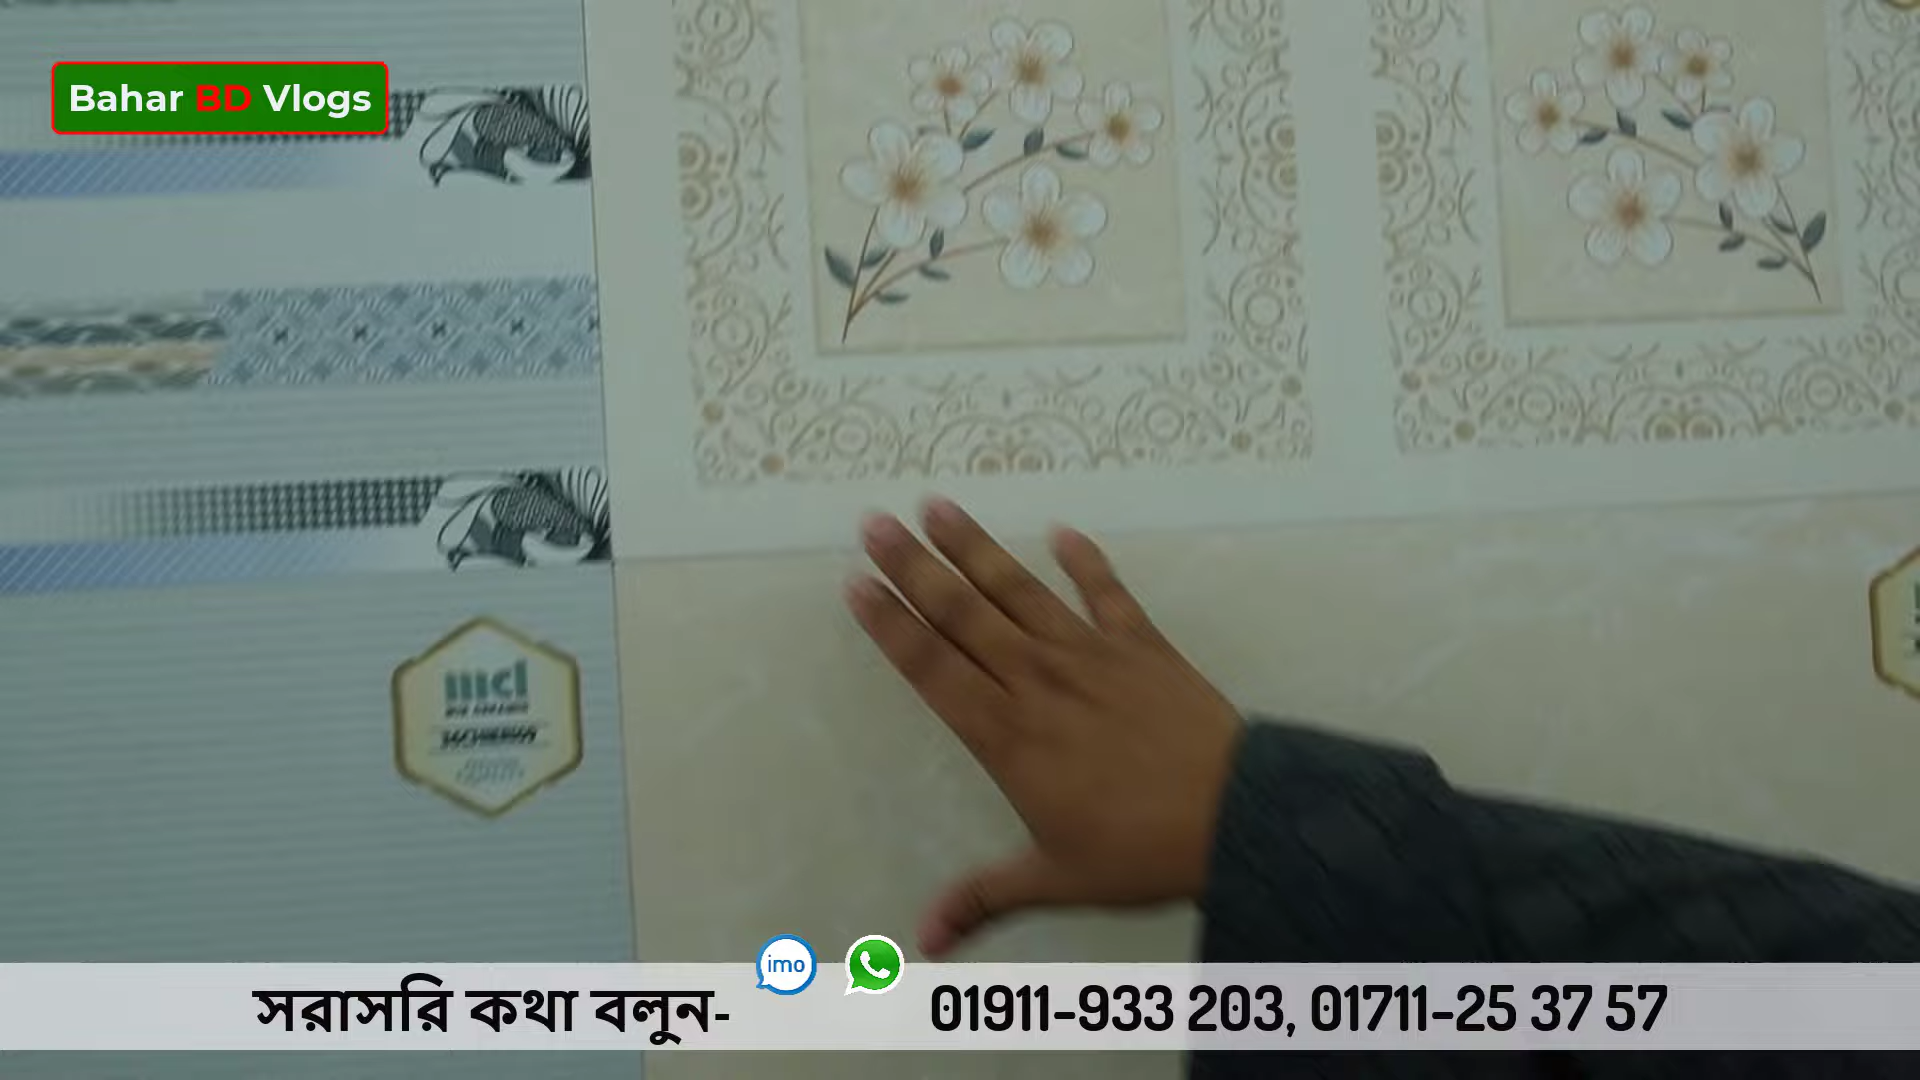 Bahar BD Vlogs
mcl
imo
সরাসরি কথা বলুন-
01911-933 203, 01711-25 37 57